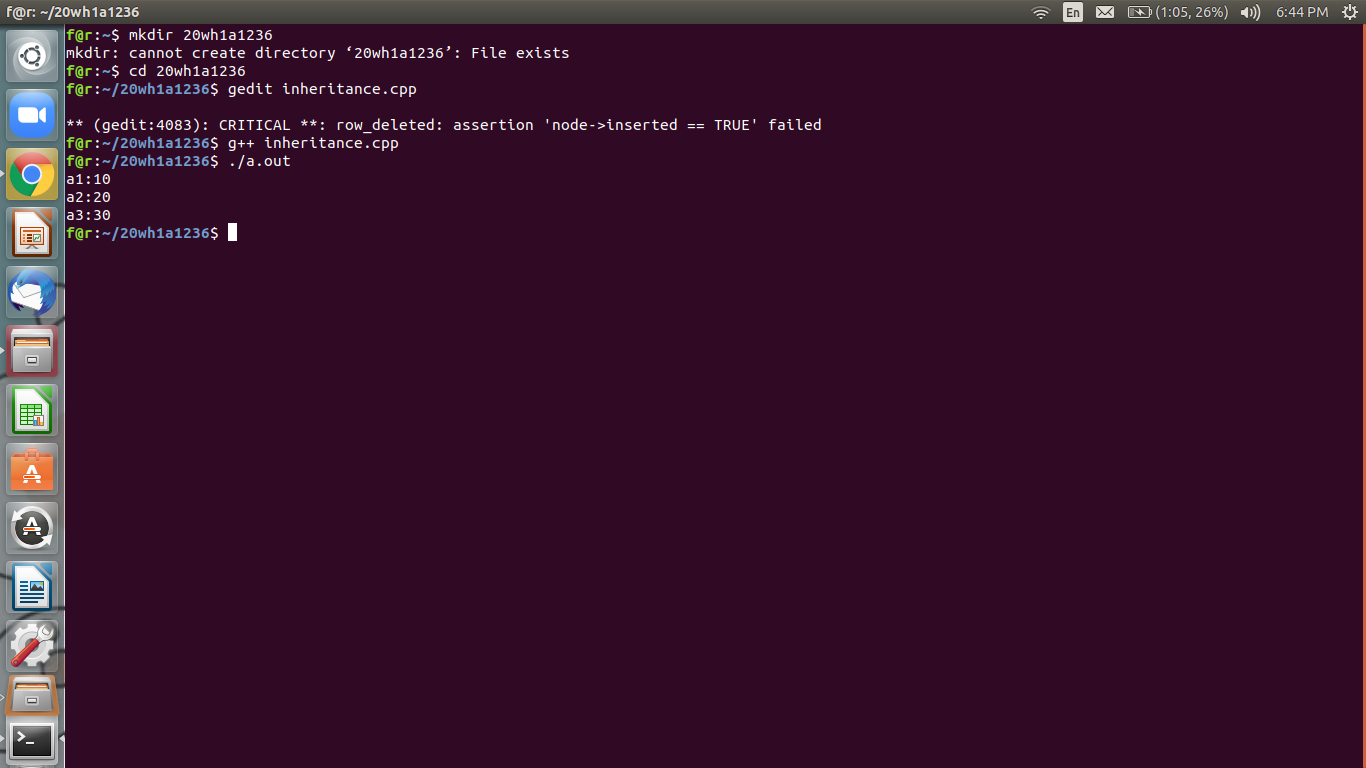 f@r: ~/20wh1a1236
En
(1:05, 26%)
6:44 PM
f@r:~$ mkdir 20wh1a1236
mkdir: cannot create directory ‘20wh1a1236’: File exists
f@r:~$ cd 20wh1a1236
f@r:~/20wh1a1236$ gedit inheritance.cpp
** (gedit:4083): CRITICAL **: row_deleted: assertion 'node->inserted == TRUE' failed
f@r:~/20wh1a1236$ g++ inheritance.cpp
f@r:~/20wh1a1236$ ./a.out
a1:10
a2:20
a3:30
f@r:~/20wh1a1236$